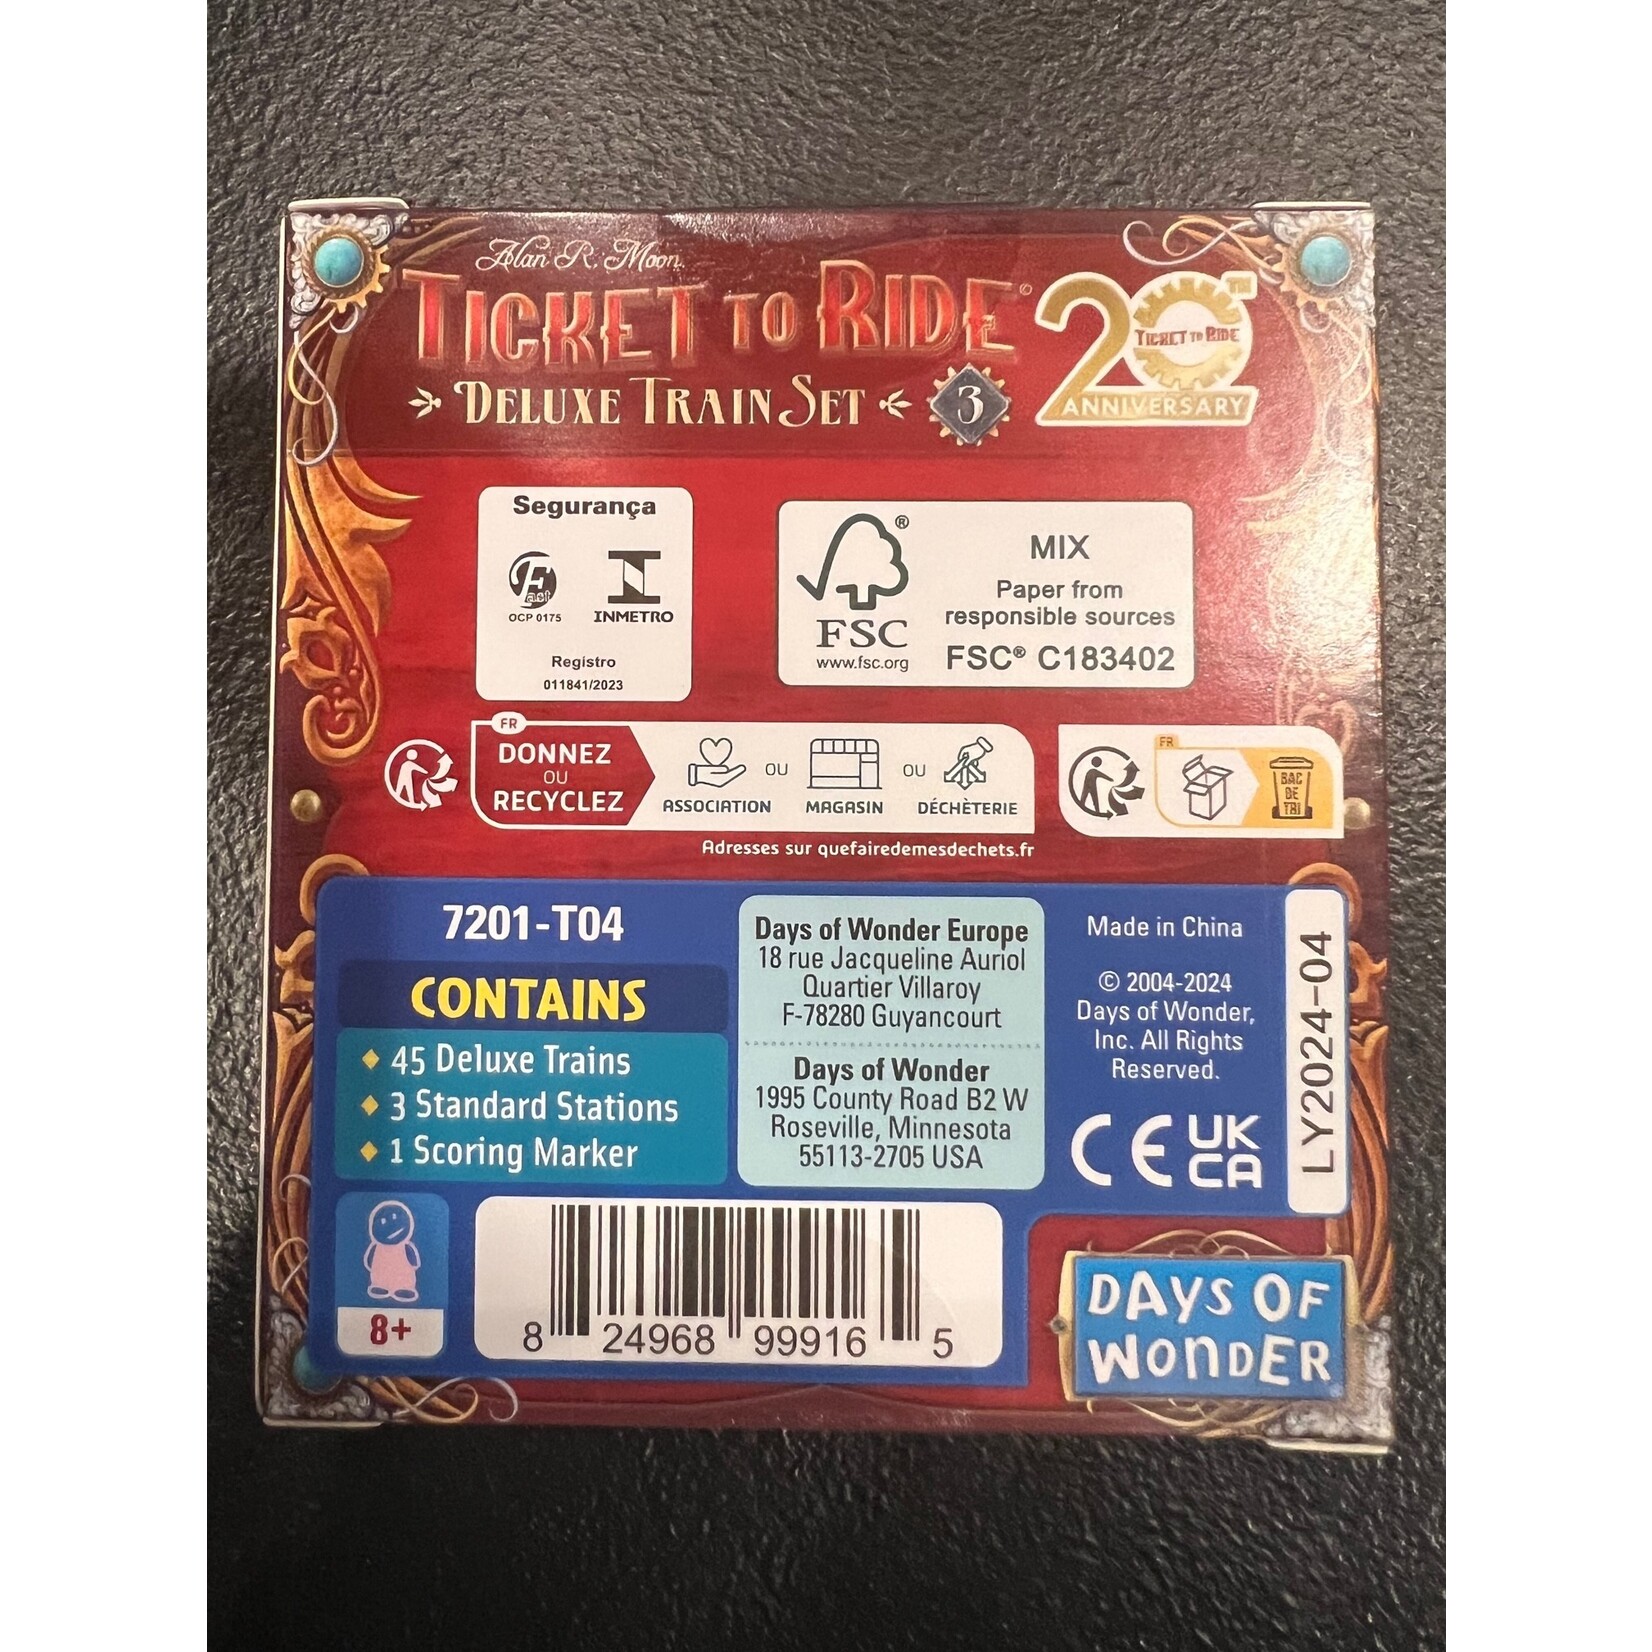 Alan R. Moon
TICKET TO RIDE®
DELUXE TRAIN SET
3
20TM
TICKET TO RIDE
ANNIVERSARY
Segurança
Fast
OCP 0175
INMETRO
Registro
011841/2023
®
FSC
www.fsc.org
MIX
Paper from
responsible sources
FSC® C183402
FR
DONNEZ
OU
RECYCLEZ
ASSOCIATION
OU
MAGASIN
OU
DÉCHÈTERIE
Adresses sur quefairedemesdechets.fr
FR
BAC
DE
TRI
7201-T04
CONTAINS
45 Deluxe Trains
3 Standard Stations
1 Scoring Marker
Days of Wonder Europe
18 rue Jacqueline Auriol
Quartier Villaroy
F-78280 Guyancourt
Days of Wonder
1995 County Road B2 W
Roseville, Minnesota
55113-2705 USA
Made in China
© 2004-2024
Days of Wonder,
Inc. All Rights
Reserved.
CE
UK
CA
LY2024-04
8+
8 24968 99916 5
DAYS OF
WONDER